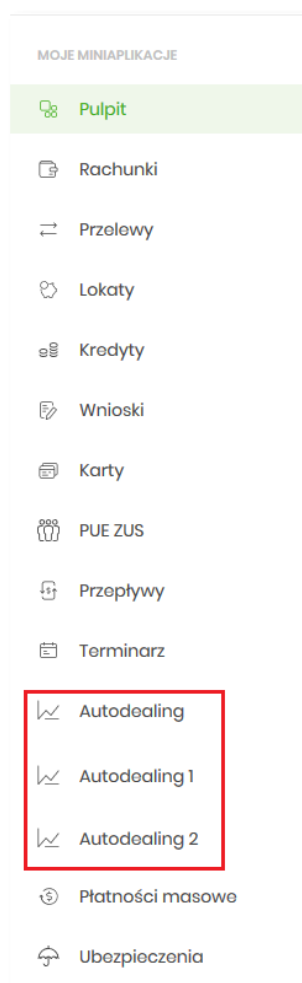 MOJE MINIAPLIKACJE
Pulpit
Rachunki
Przelewy
Lokaty
Kredyty
Wnioski
Karty
PUE ZUS
Przepływy
Terminarz
Autodealing
Autodealing 1
Autodealing 2
Płatności masowe
Ubezpieczenia